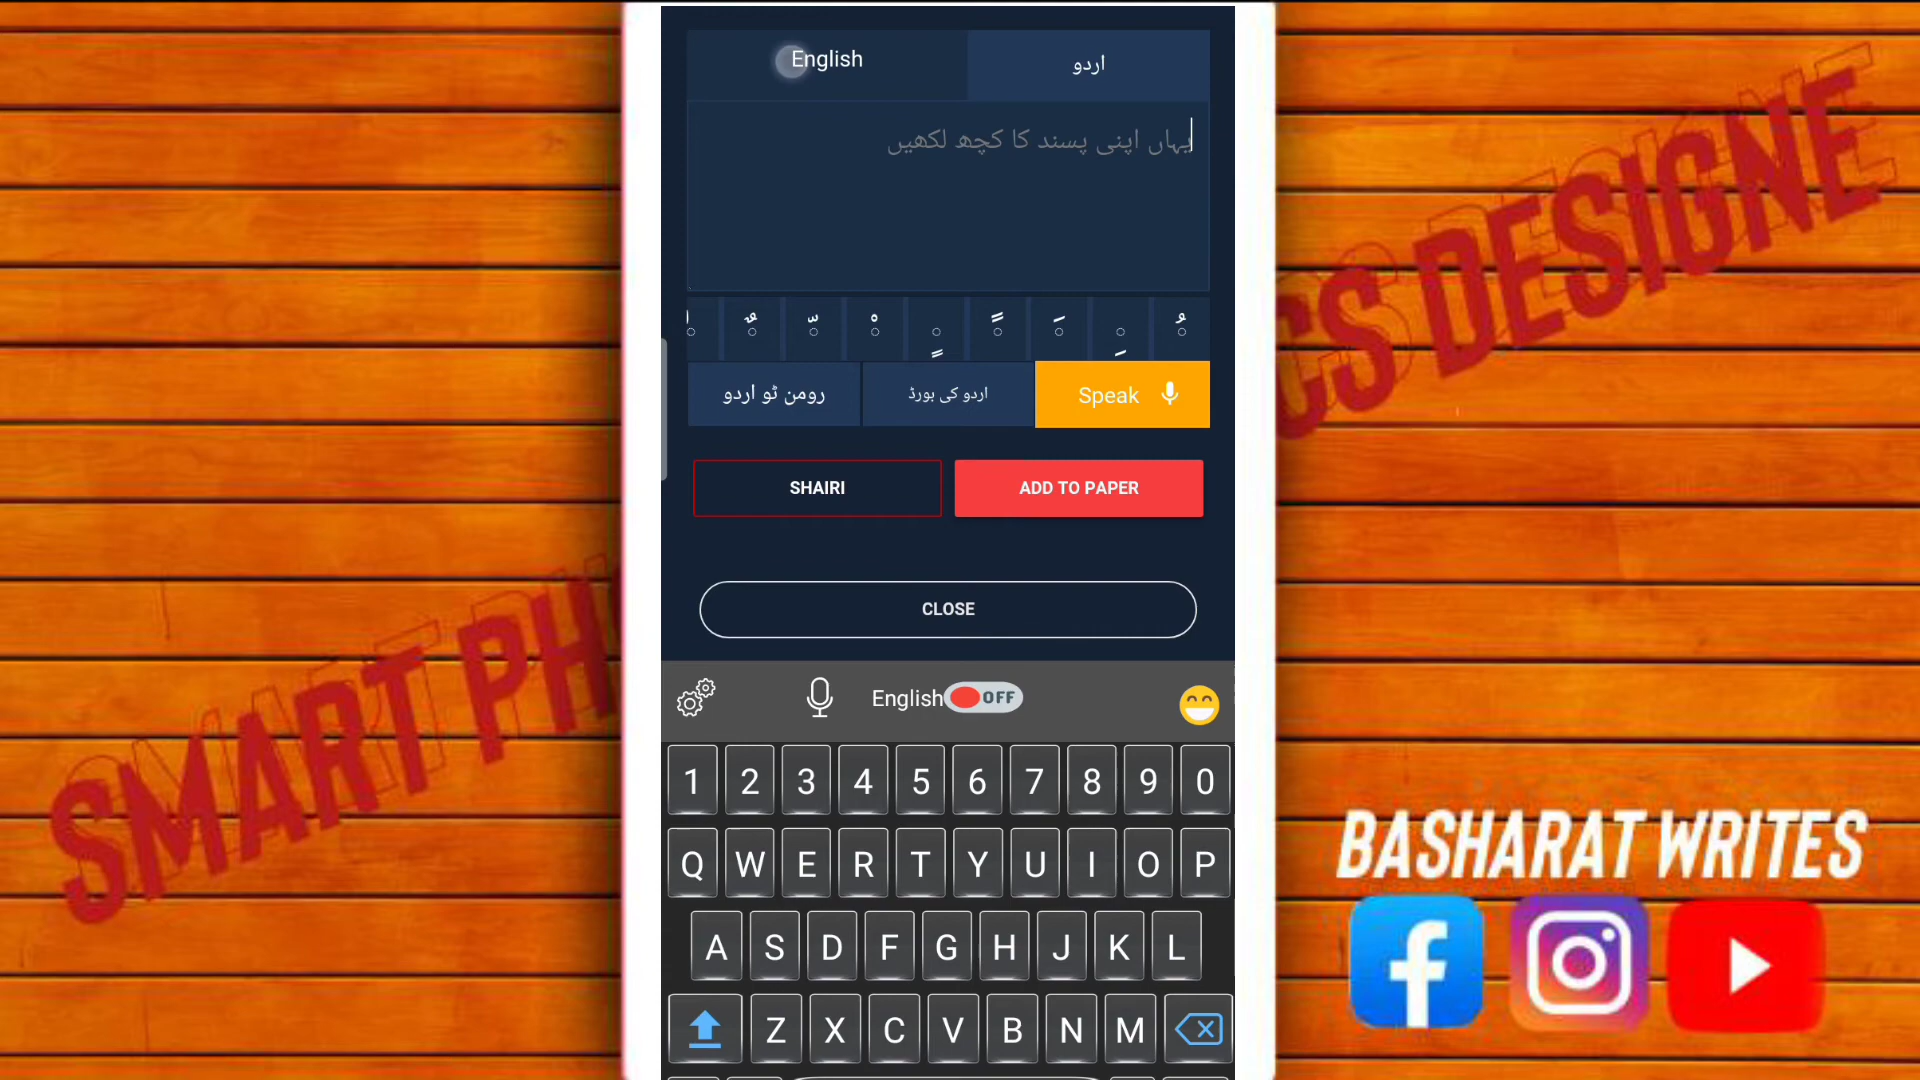 English
اردو
یہاں اپنی پسند کا کچھ لکھیں
رومن ٹو اردو
اردو کی بورڈ
Speak
SHAIRI
ADD TO PAPER
CLOSE
English OFF
1 2 3 4 5 6 7 8 9 0
Q W E R T Y U I O P
A S D F G H J K L
Z X C V B N M
SMART PH
CS DESIGNE
BASHARAT WRITES